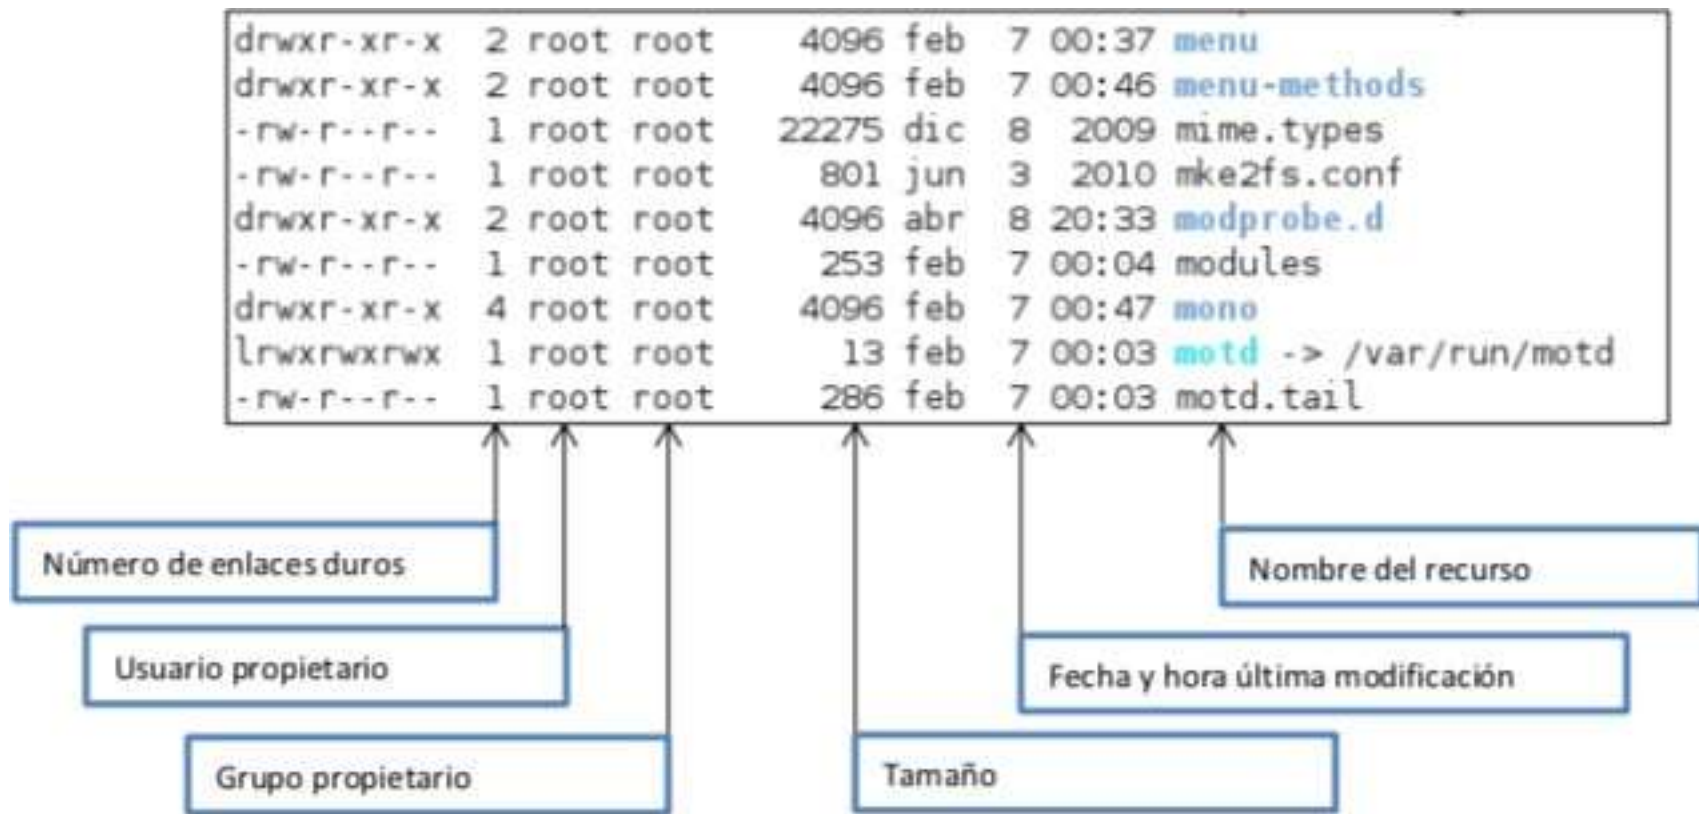 drwxr-xr-x 2 root root 4096 feb 7 00:37 menu
drwxr-xr-x 2 root root 4096 feb 7 00:46 menu-methods
-rw-r--r-- 1 root root 22275 dic 8 2009 mime.types
-rw-r--r-- 1 root root 801 jun 3 2010 mke2fs.conf
drwxr-xr-x 2 root root 4096 abr 8 20:33 modprobe.d
-rw-r--r-- 1 root root 253 feb 7 00:04 modules
drwxr-xr-x 4 root root 4096 feb 7 00:47 mono
lrwxrwxrwx 1 root root 13 feb 7 00:03 motd -> /var/run/motd
-rw-r--r-- 1 root root 286 feb 7 00:03 motd.tail
Número de enlaces duros
Nombre del recurso
Usuario propietario
Fecha y hora última modificación
Grupo propietario
Tamaño